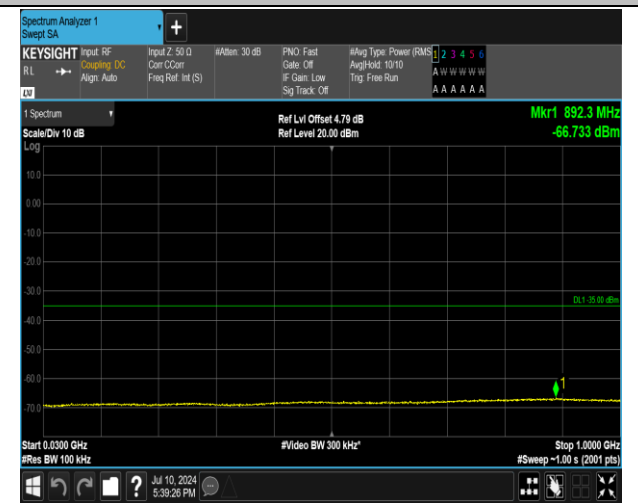 Spectrum Analyzer 1
Swept SA
+
KEYSIGHT
RL
LXI
Input: RF
Coupling: DC
Align: Auto
Input Z: 50 Ω
Corr CCorr
Freq Ref: Int (S)
#Atten: 30 dB
PNO: Fast
Gate: Off
IF Gain: Low
Sig Track: Off
#Avg Type: Power (RMS
Avg|Hold: 10/10
Trig: Free Run
1 2 3 4 5 6
A W W W W W
A A A A A A
1 Spectrum
Scale/Div 10 dB
Ref Lvl Offset 4.79 dB
Ref Level 20.00 dBm
Mkr1 892.3 MHz
-66.733 dBm
Log
10.0
0.00
-10.0
-20.0
-30.0
DL1 -35.00 dBm
-40.0
-50.0
-60.0
1
-70.0
Start 0.0300 GHz
#Res BW 100 kHz
#Video BW 300 kHz*
Stop 1.0000 GHz
#Sweep ~1.00 s (2001 pts)
?
Jul 10, 2024
5:39:26 PM